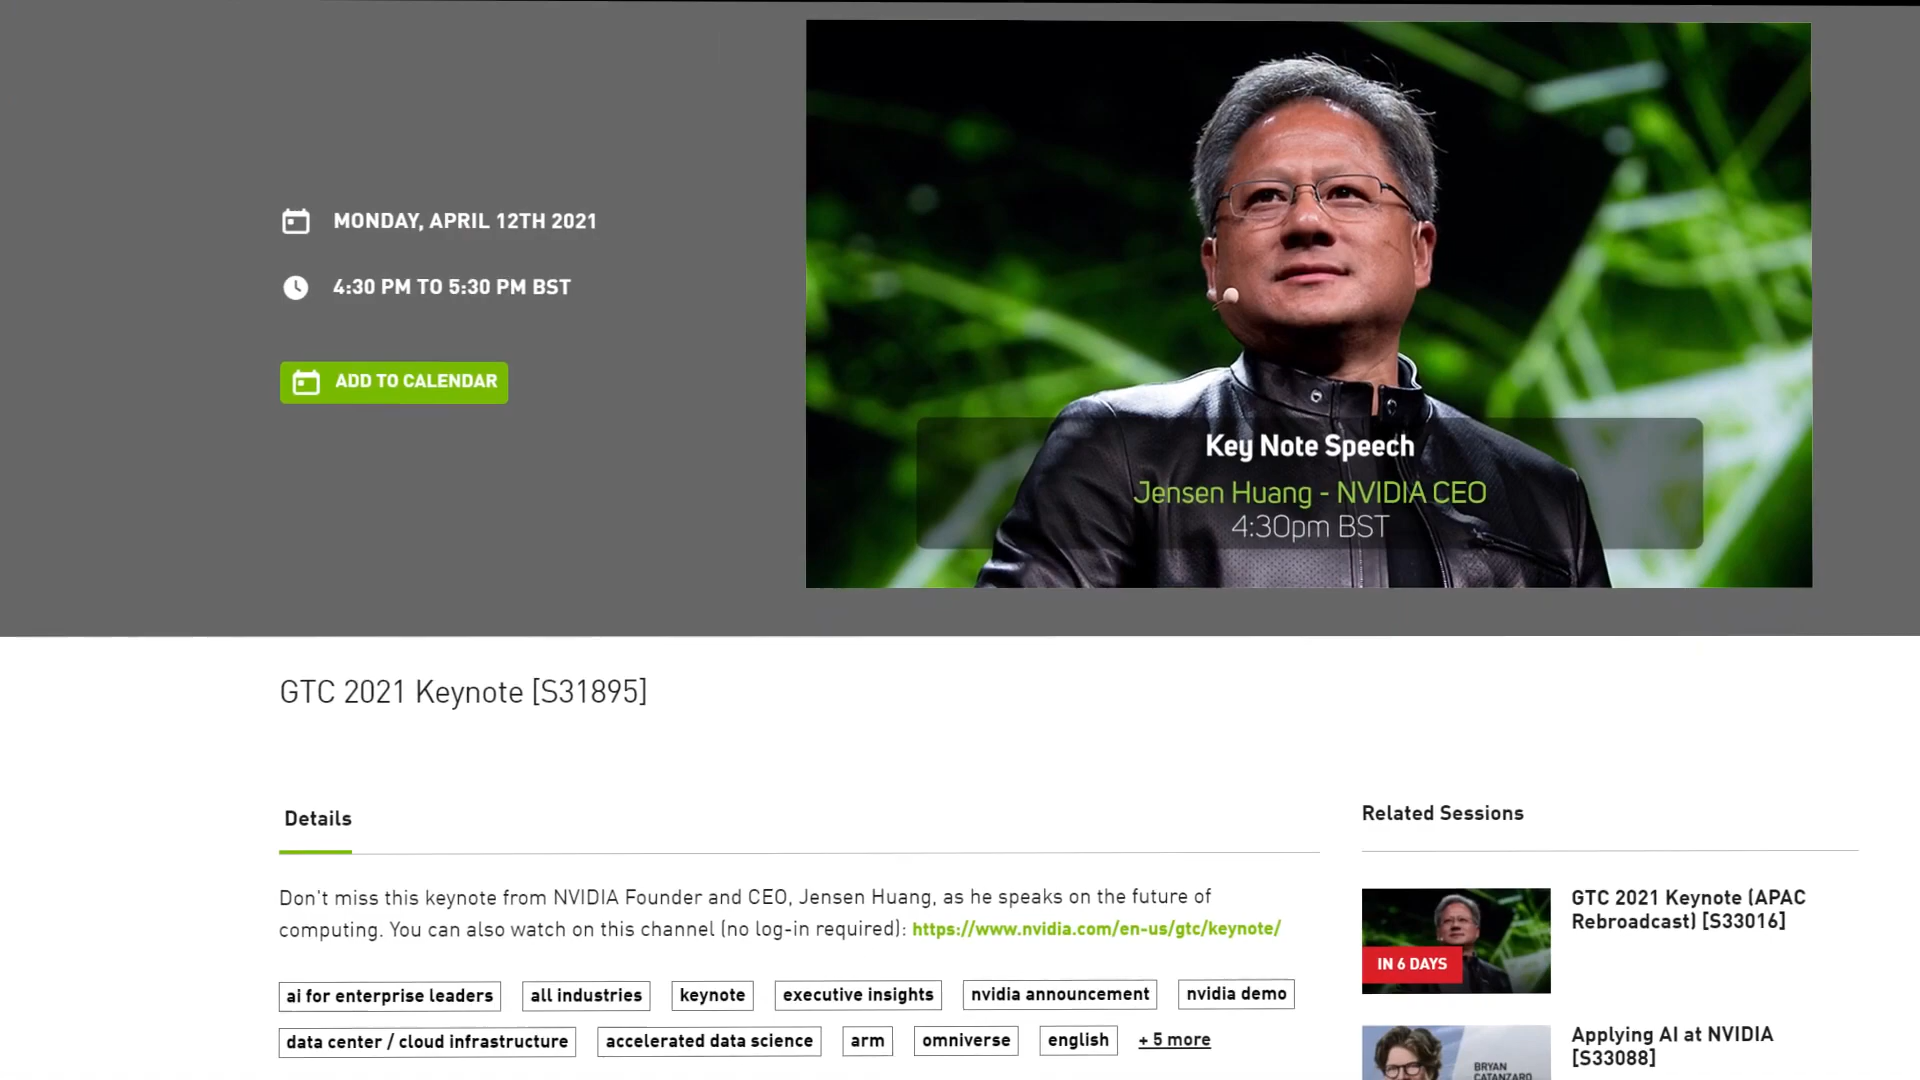 MONDAY, APRIL 12TH 2021
4:30 PM TO 5:30 PM BST
ADD TO CALENDAR
Key Note Speech
Jensen Huang - NVIDIA CEO
4:30pm BST
GTC 2021 Keynote [S31895]
Details
Don't miss this keynote from NVIDIA Founder and CEO, Jensen Huang, as he speaks on the future of
computing. You can also watch on this channel (no log-in required): https://www.nvidia.com/en-us/gtc/keynote/
ai for enterprise leaders all industries keynote executive insights nvidia announcement nvidia demo
data center / cloud infrastructure accelerated data science arm omniverse english + 5 more
Related Sessions
GTC 2021 Keynote (APAC
Rebroadcast) [S33016]
IN 6 DAYS
Applying AI at NVIDIA
[S33088]
BRYAN
CATANZARO